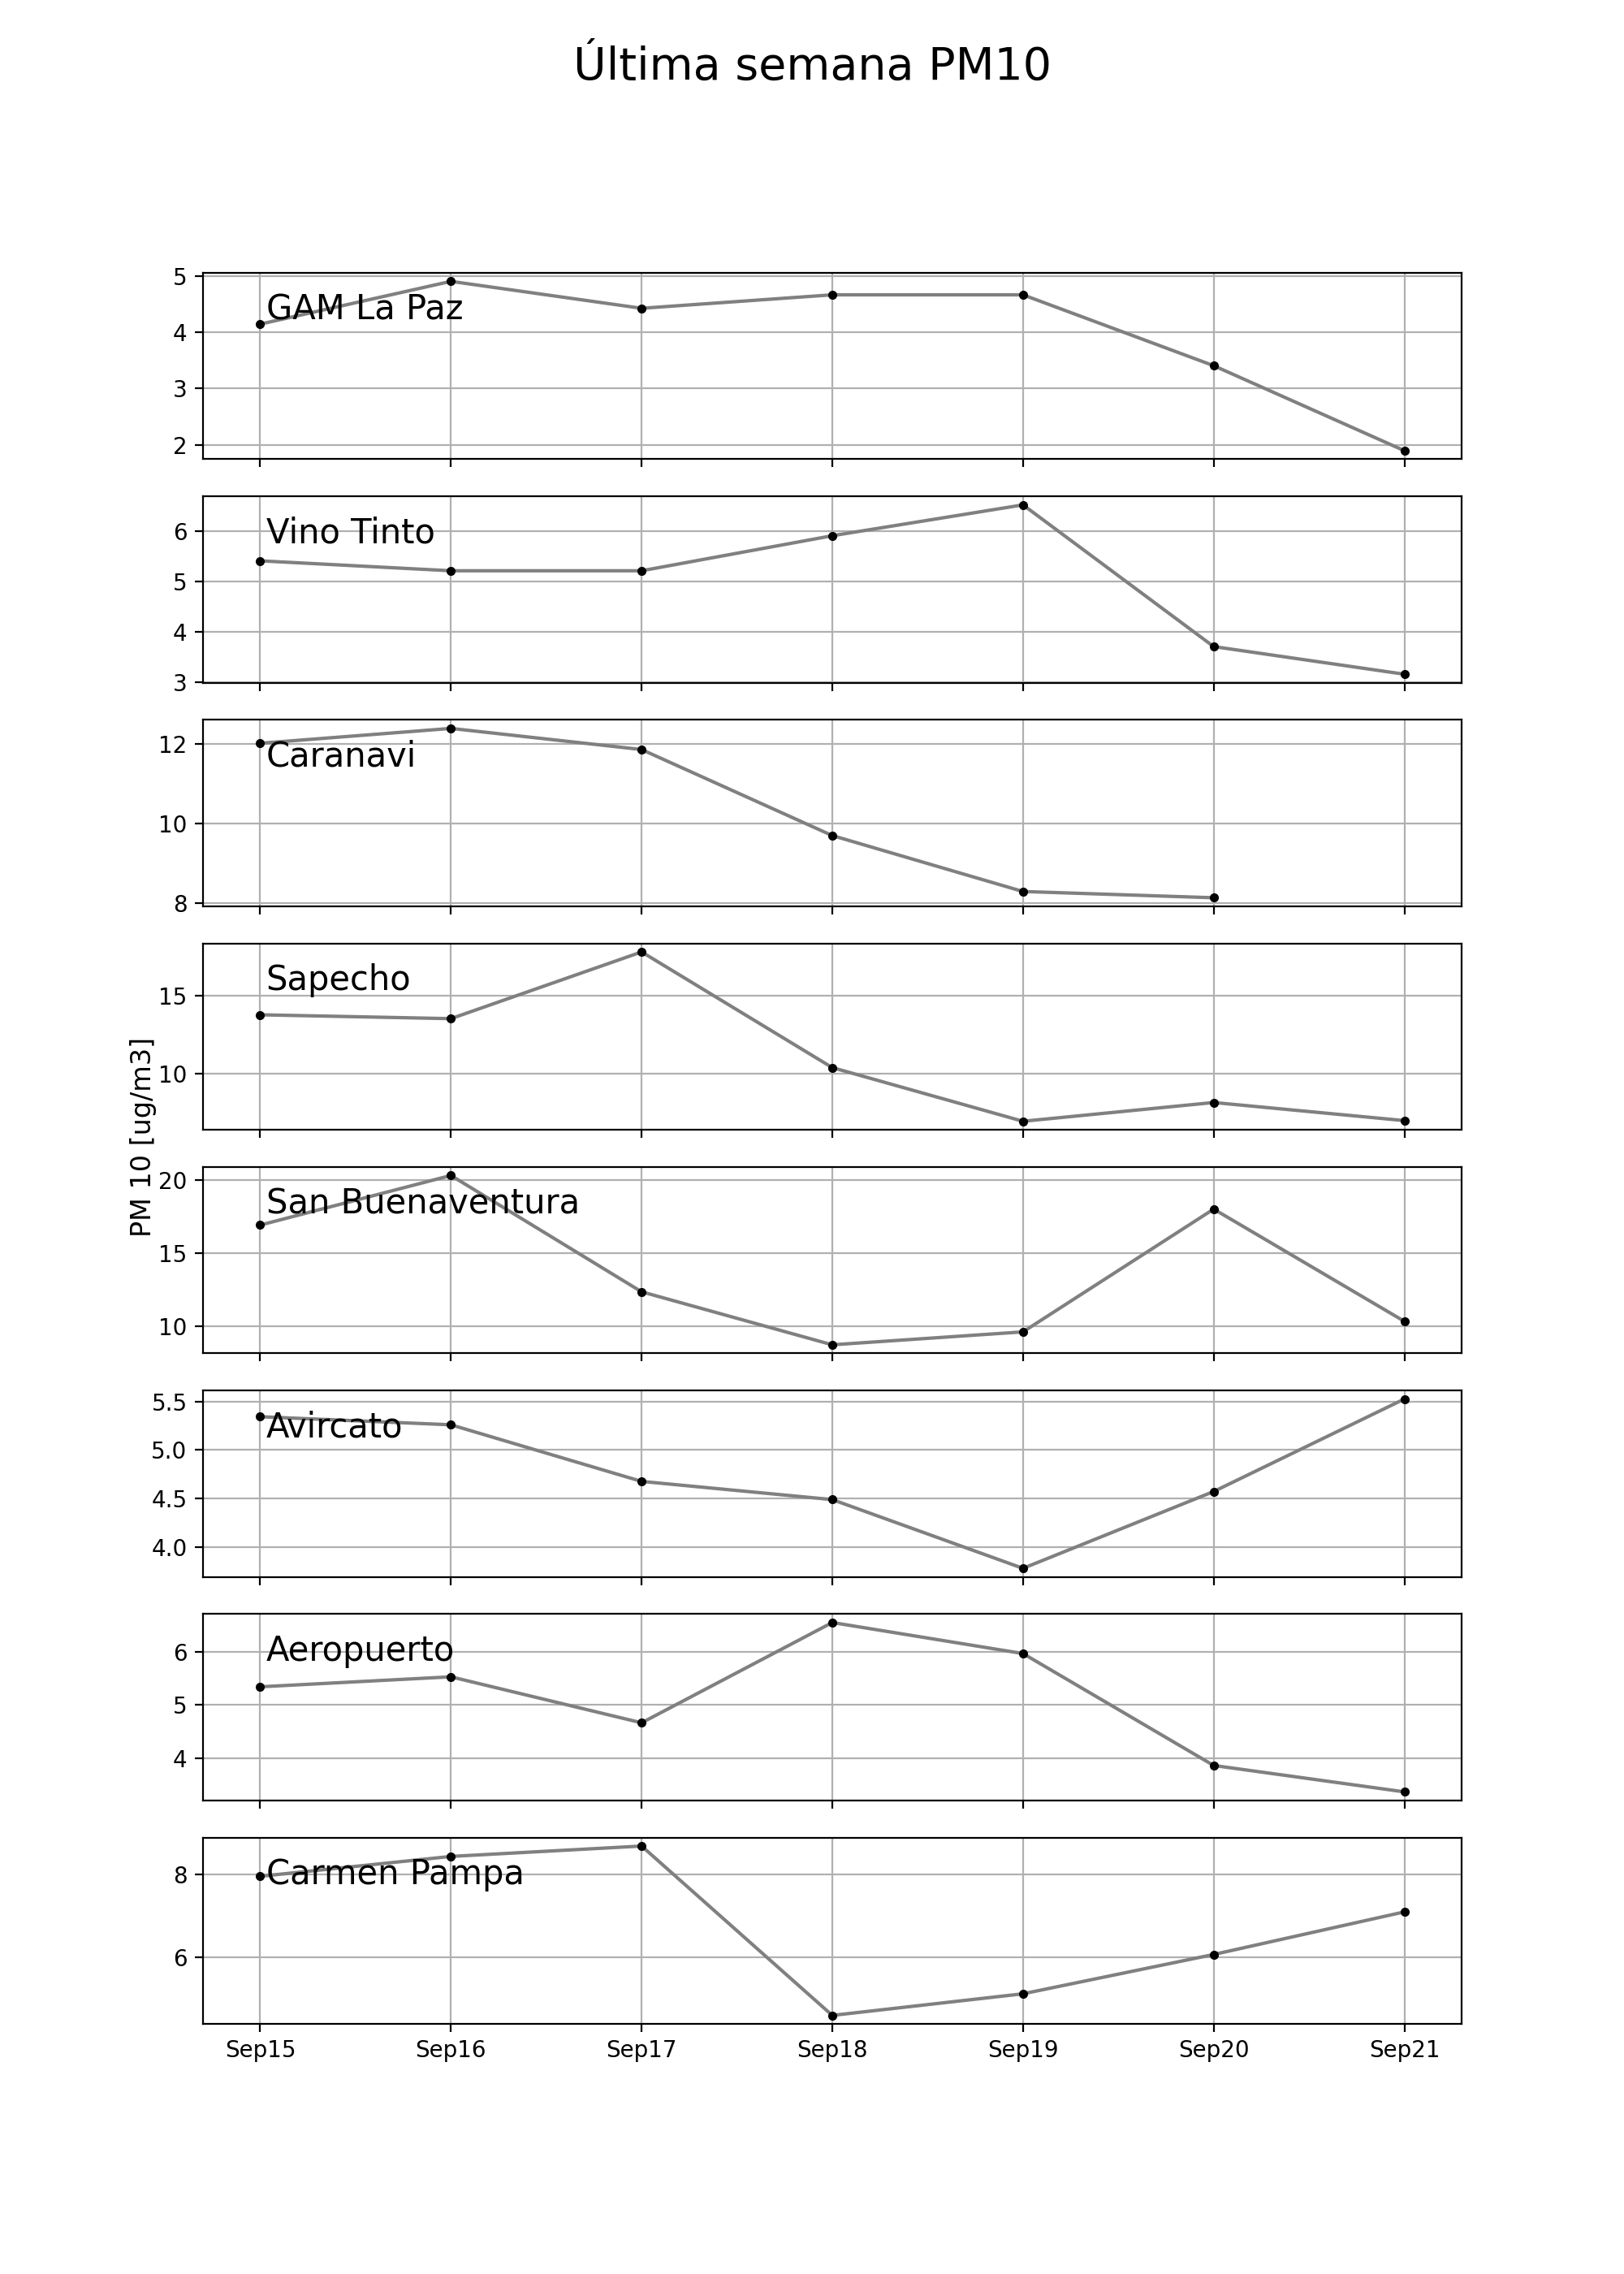 Última semana PM10
5
4
3
2
GAM La Paz
6
5
4
3
Vino Tinto
12
10
8
Caranavi
15
10
Sapecho
PM 10 [ug/m3]
20
15
10
San Buenaventura
5.5
5.0
4.5
4.0
Avircato
6
5
4
Aeropuerto
8
6
Carmen Pampa
Sep15 Sep16 Sep17 Sep18 Sep19 Sep20 Sep21